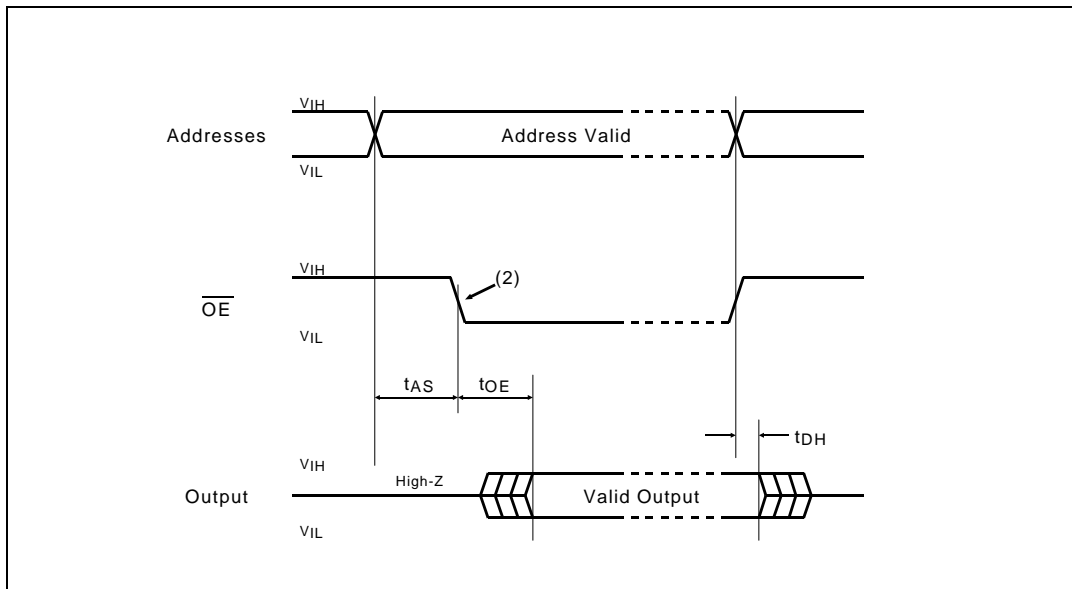 VIH
Addresses
Address Valid
VIL
VIH
(2)
OE
VIL
tAS
tOE
tDH
VIH
High-Z
Output
Valid Output
VIL